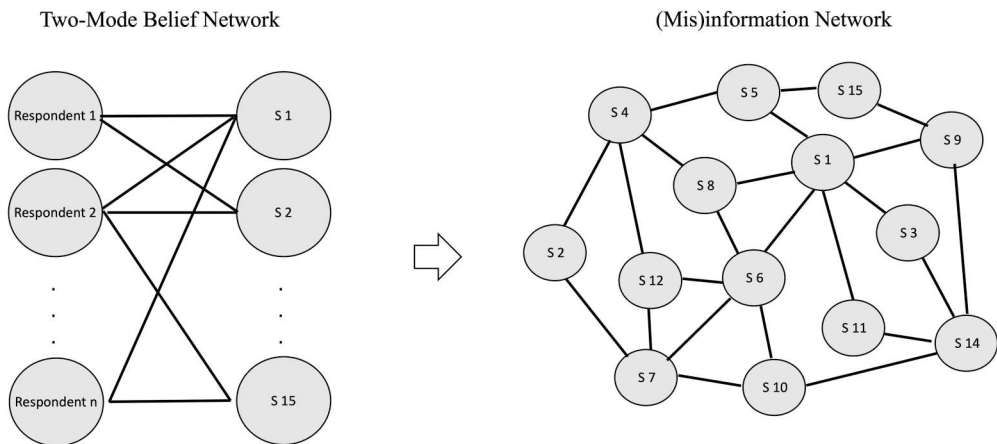 Two-Mode Belief Network
Respondent 1
S 1
Respondent 2
S 2
.
.
.
.
.
.
Respondent n
S 15
(Mis)information Network
S 5
S 15
S 4
S 9
S 1
S 8
S 3
S 2
S 12
S 6
S 11
S 14
S 7
S 10